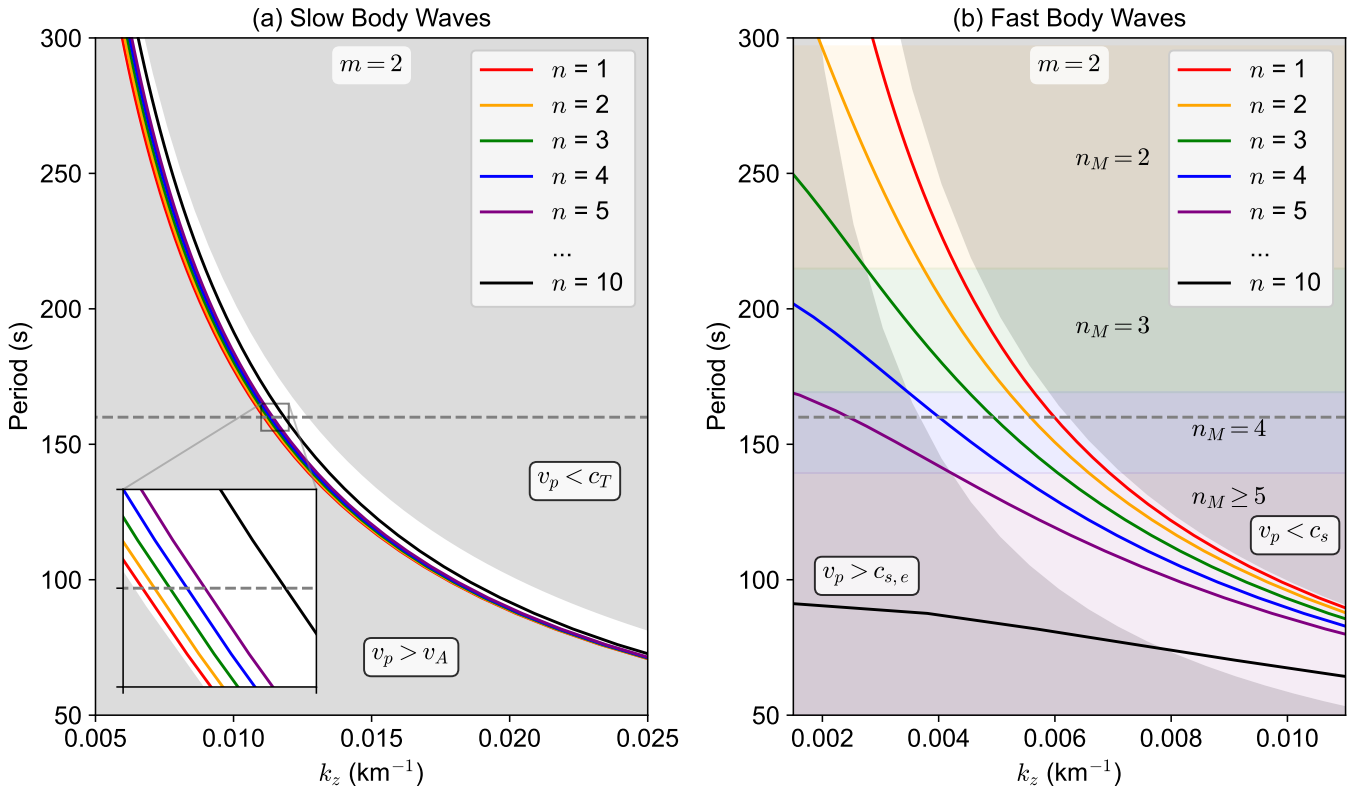 (a) Slow Body Waves
300
250
200
150
100
50
Period (s)
m = 2
n = 1
n = 2
n = 3
n = 4
n = 5
...
n = 10
v_p < c_T
v_p > v_A
0.005
0.010
0.015
0.020
0.025
k_z (km⁻¹)
(b) Fast Body Waves
300
250
200
150
100
50
Period (s)
m = 2
n = 1
n = 2
n = 3
n = 4
n = 5
...
n = 10
n_M = 2
n_M = 3
n_M = 4
n_M ≥ 5
v_p < c_s
v_p > c_{s,e}
0.002
0.004
0.006
0.008
0.010
k_z (km⁻¹)